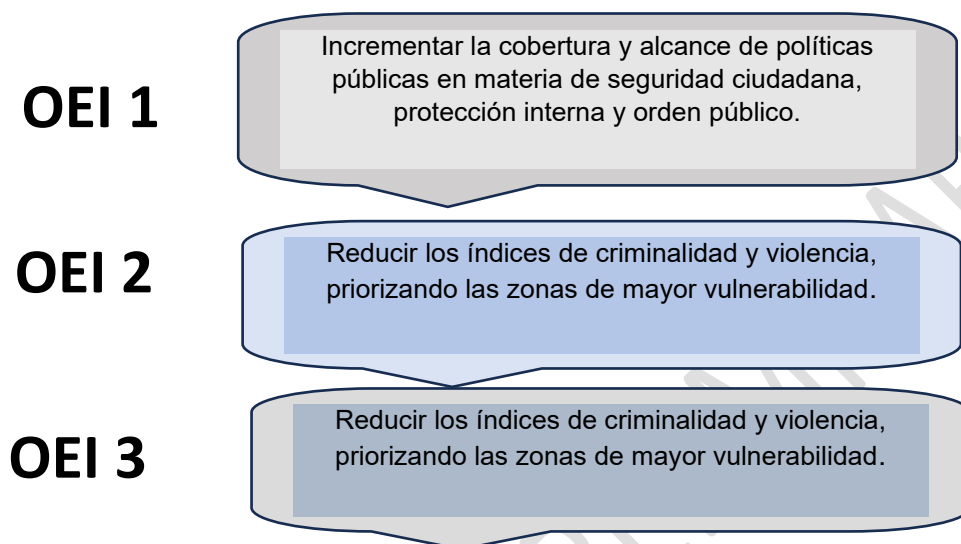 OEI 1
Incrementar la cobertura y alcance de políticas
públicas en materia de seguridad ciudadana,
protección interna y orden público.
OEI 2
Reducir los índices de criminalidad y violencia,
priorizando las zonas de mayor vulnerabilidad.
OEI 3
Reducir los índices de criminalidad y violencia,
priorizando las zonas de mayor vulnerabilidad.